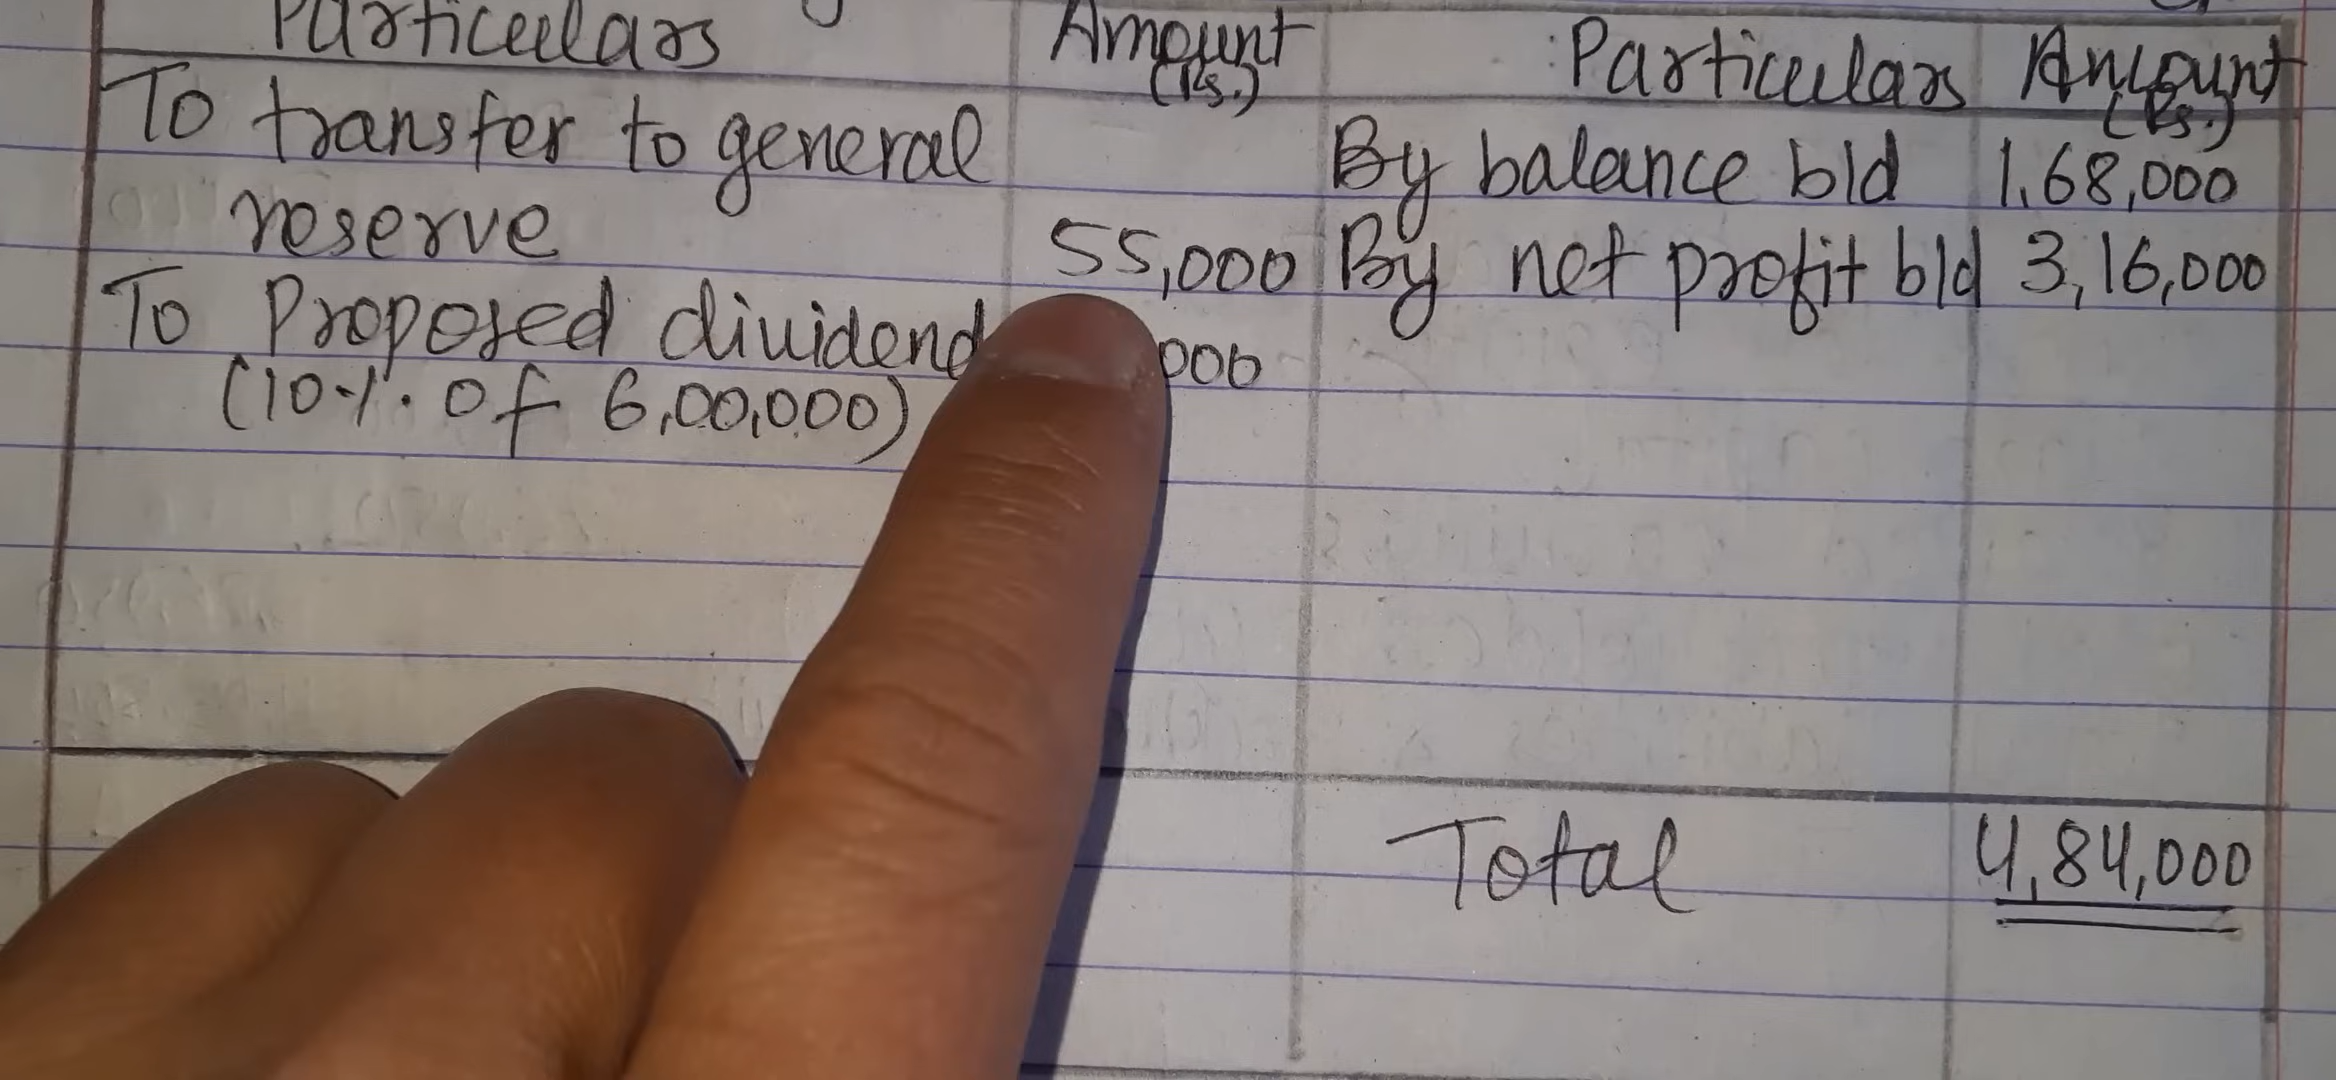 Particulars Amount (Rs.) Particulars Amount (Rs.)
To transfer to general By balance b/d 1,68,000
reserve 55,000 By net profit b/d 3,16,000
To Proposed dividend 000
(10%. of 6,00,000)
Total 4,84,000